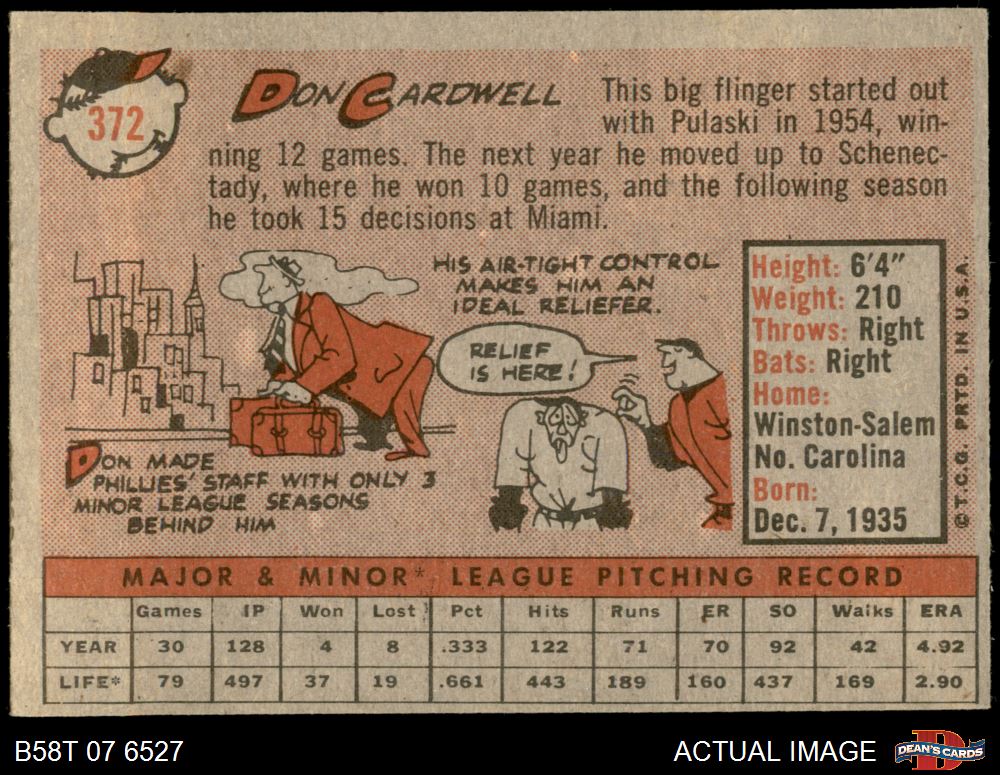 372
DON CARDWELL
This big flinger started out
with Pulaski in 1954, win-
ning 12 games. The next year he moved up to Schenec-
tady, where he won 10 games, and the following season
he took 15 decisions at Miami.
HIS AIR-TIGHT CONTROL
MAKES HIM AN
IDEAL RELIEFER.
RELIEF
IS HERE!
DON MADE
PHILLIES' STAFF WITH ONLY 3
MINOR LEAGUE SEASONS
BEHIND HIM
Height: 6'4"
Weight: 210
Throws: Right
Bats: Right
Home:
Winston-Salem
No. Carolina
Born:
Dec. 7, 1935
© T.C.G. PRTD. IN U.S.A.
MAJOR & MINOR* LEAGUE PITCHING RECORD
Games IP Won Lost Pct Hits Runs ER SO Walks ERA
YEAR 30 128 4 8 .333 122 71 70 92 42 4.92
LIFE* 79 497 37 19 .661 443 189 160 437 169 2.90
B58T 07 6527
ACTUAL IMAGE
D
DEAN'S CARDS